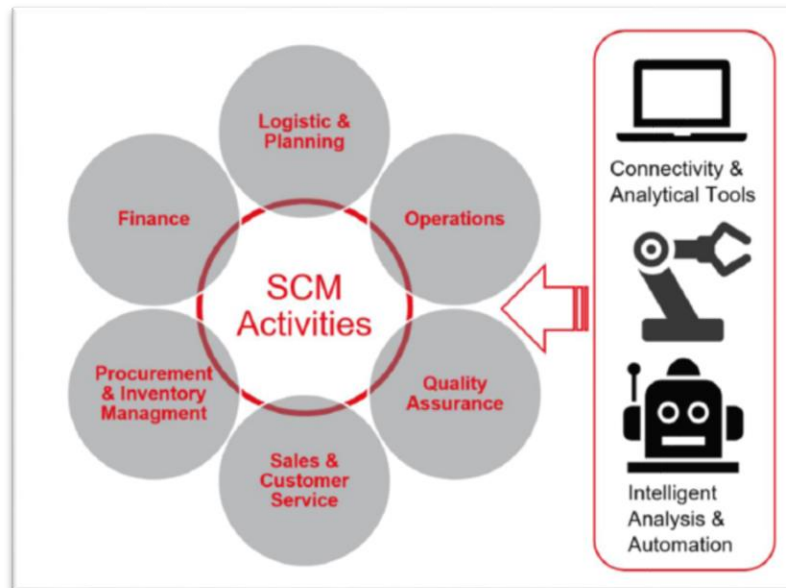 Logistic &
Planning
Finance
Operations
SCM
Activities
Procurement
& Inventory
Managment
Quality
Assurance
Sales &
Customer
Service
Connectivity &
Analytical Tools
Intelligent
Analysis &
Automation